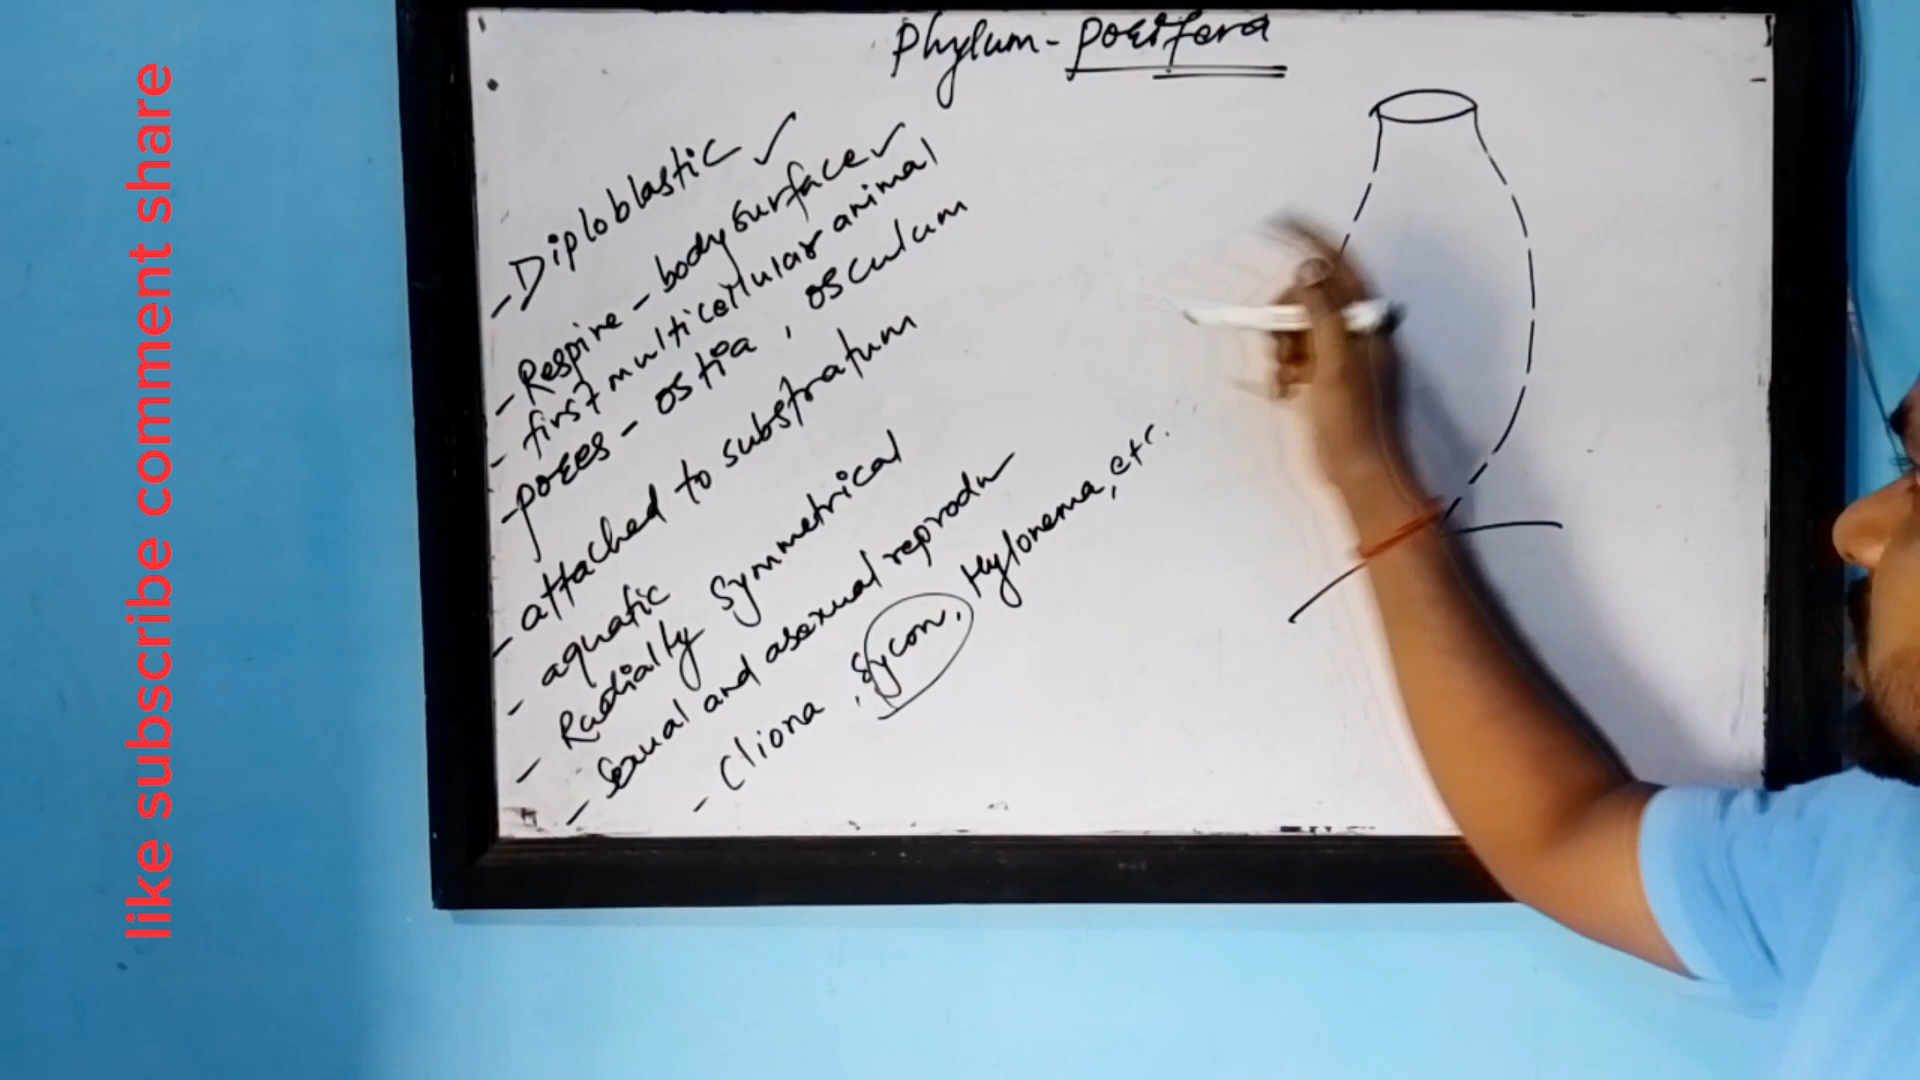 Phylum - Porifera
- Diploblastic ✓
- Respire - body surface ✓
- first multicellular animal
- pores - ostia, osculum
- attached to substratum
- aquatic
- Radially symmetrical
- Sexual and asexual reprodu
- Cliona, Sycon, Hylonema, etc.
like subscribe comment share